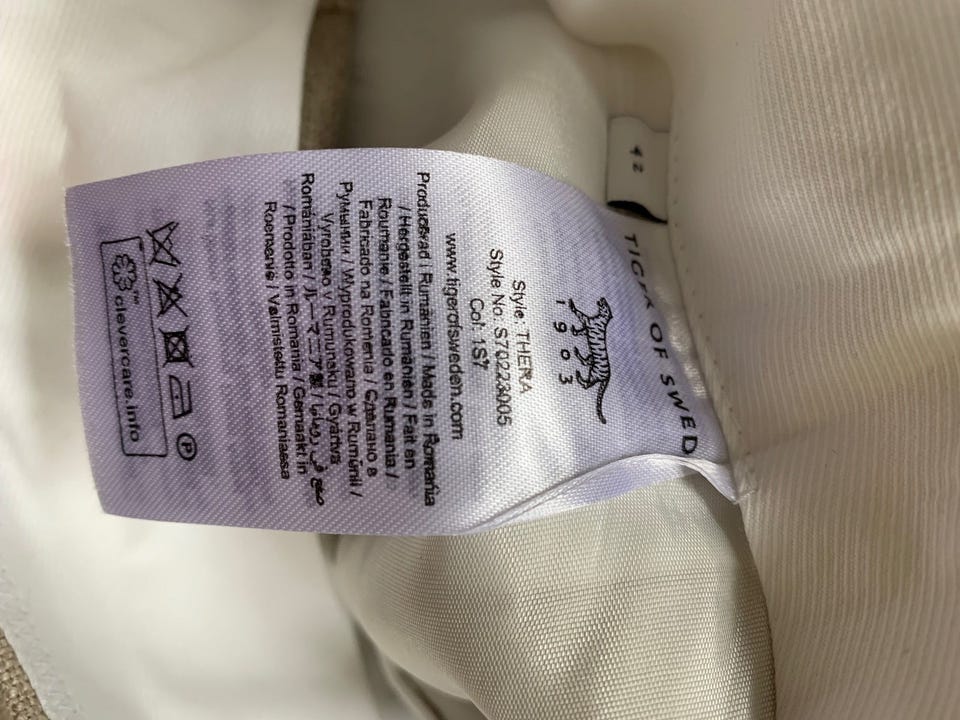 42
TIGER OF SWED
1903
Style: THERA
Style No: S70223005
Col: 1S7
www.tigerofsweden.com
Producerad i Rumänien / Made in Romania
/ Hergestellt in Rumänien / Fait en
Roumanie / Fabricado en Rumania /
Fabricado na Romenia / Сделано в
Румынии / Wyprodukowano w Rumunii /
Vyrobeno v Rumunsku / Gyártva
Romániában / ルーマニア製 / صنع في رومانيا
/ Prodotto in Romania / Gemaakt in
Roemenië / Valmistettu Romaniassa
P
™ clevercare.info